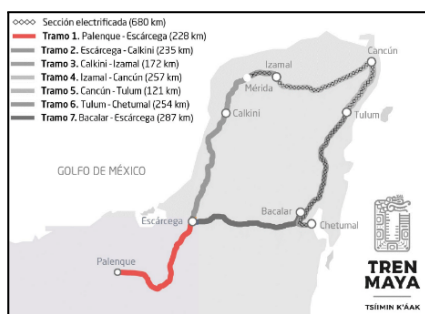 Sección electrificada (680 km)
Tramo 1. Palenque - Escárcega (228 km)
Tramo 2. Escárcega - Calkini (235 km)
Tramo 3. Calkini - Izamal (172 km)
Tramo 4. Izamal - Cancún (257 km)
Tramo 5. Cancún - Tulum (121 km)
Tramo 6. Tulum - Chetumal (254 km)
Tramo 7. Bacalar - Escárcega (287 km)
Cancún
Izamal
Mérida
Calkini
Tulum
GOLFO DE MÉXICO
Escárcega
Bacalar
Chetumal
Palenque
TREN
MAYA
TSÍIMIN K'ÁAK